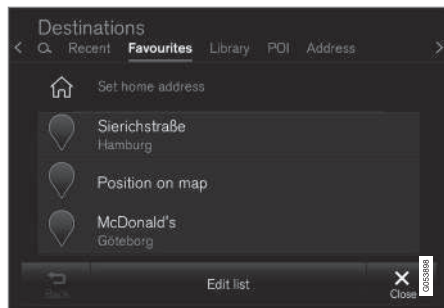 Destinations
Recent Favourites Library POI Address
Set home address
Sierichstraße
Hamburg
Position on map
McDonald's
Göteborg
Back Edit list Close
G053898